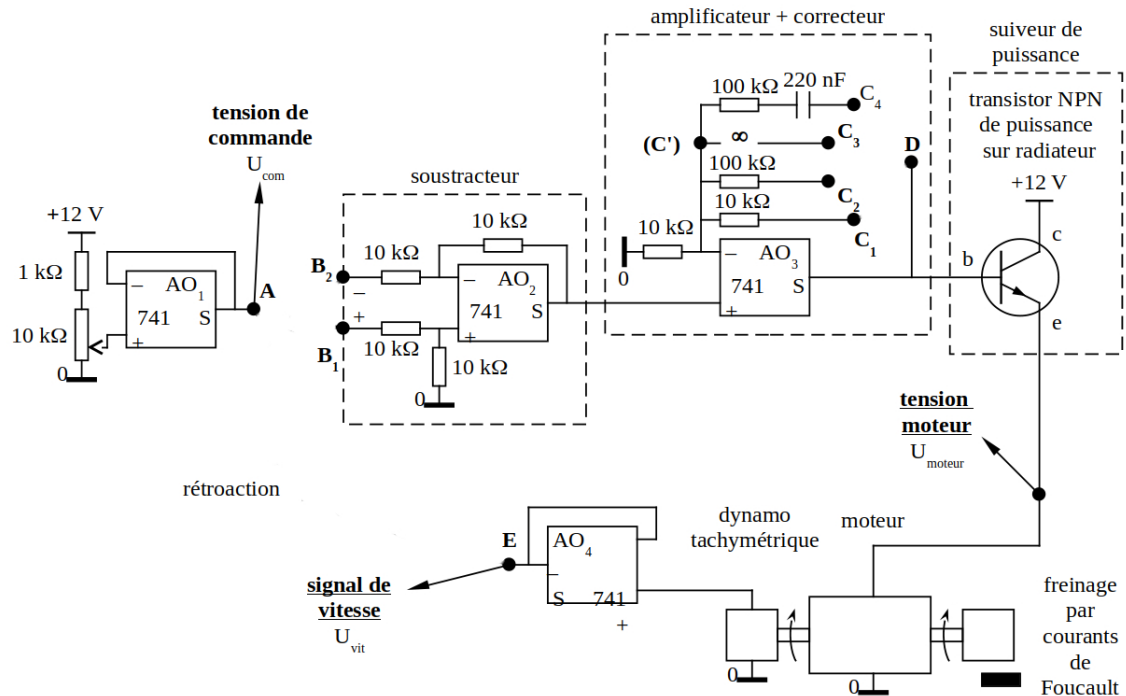 amplificateur + correcteur
suiveur de
puissance
100 kΩ
220 nF
C4
transistor NPN
de puissance
sur radiateur
+12 V
c
b
e
(C')
∞
C3
D
100 kΩ
C2
10 kΩ
C1
10 kΩ
0
– AO3
741 S
+
tension de
commande
Ucom
soustracteur
+12 V
1 kΩ
10 kΩ
0
– AO1
741 S
+
A
B2
–
+
B1
10 kΩ
10 kΩ
– AO2
741 S
+
10 kΩ
10 kΩ
0
tension
moteur
Umoteur
rétroaction
dynamo
tachymétrique
moteur
E
AO4
–
S 741
+
signal de
vitesse
Uvit
0
0
freinage
par
courants
de
Foucault